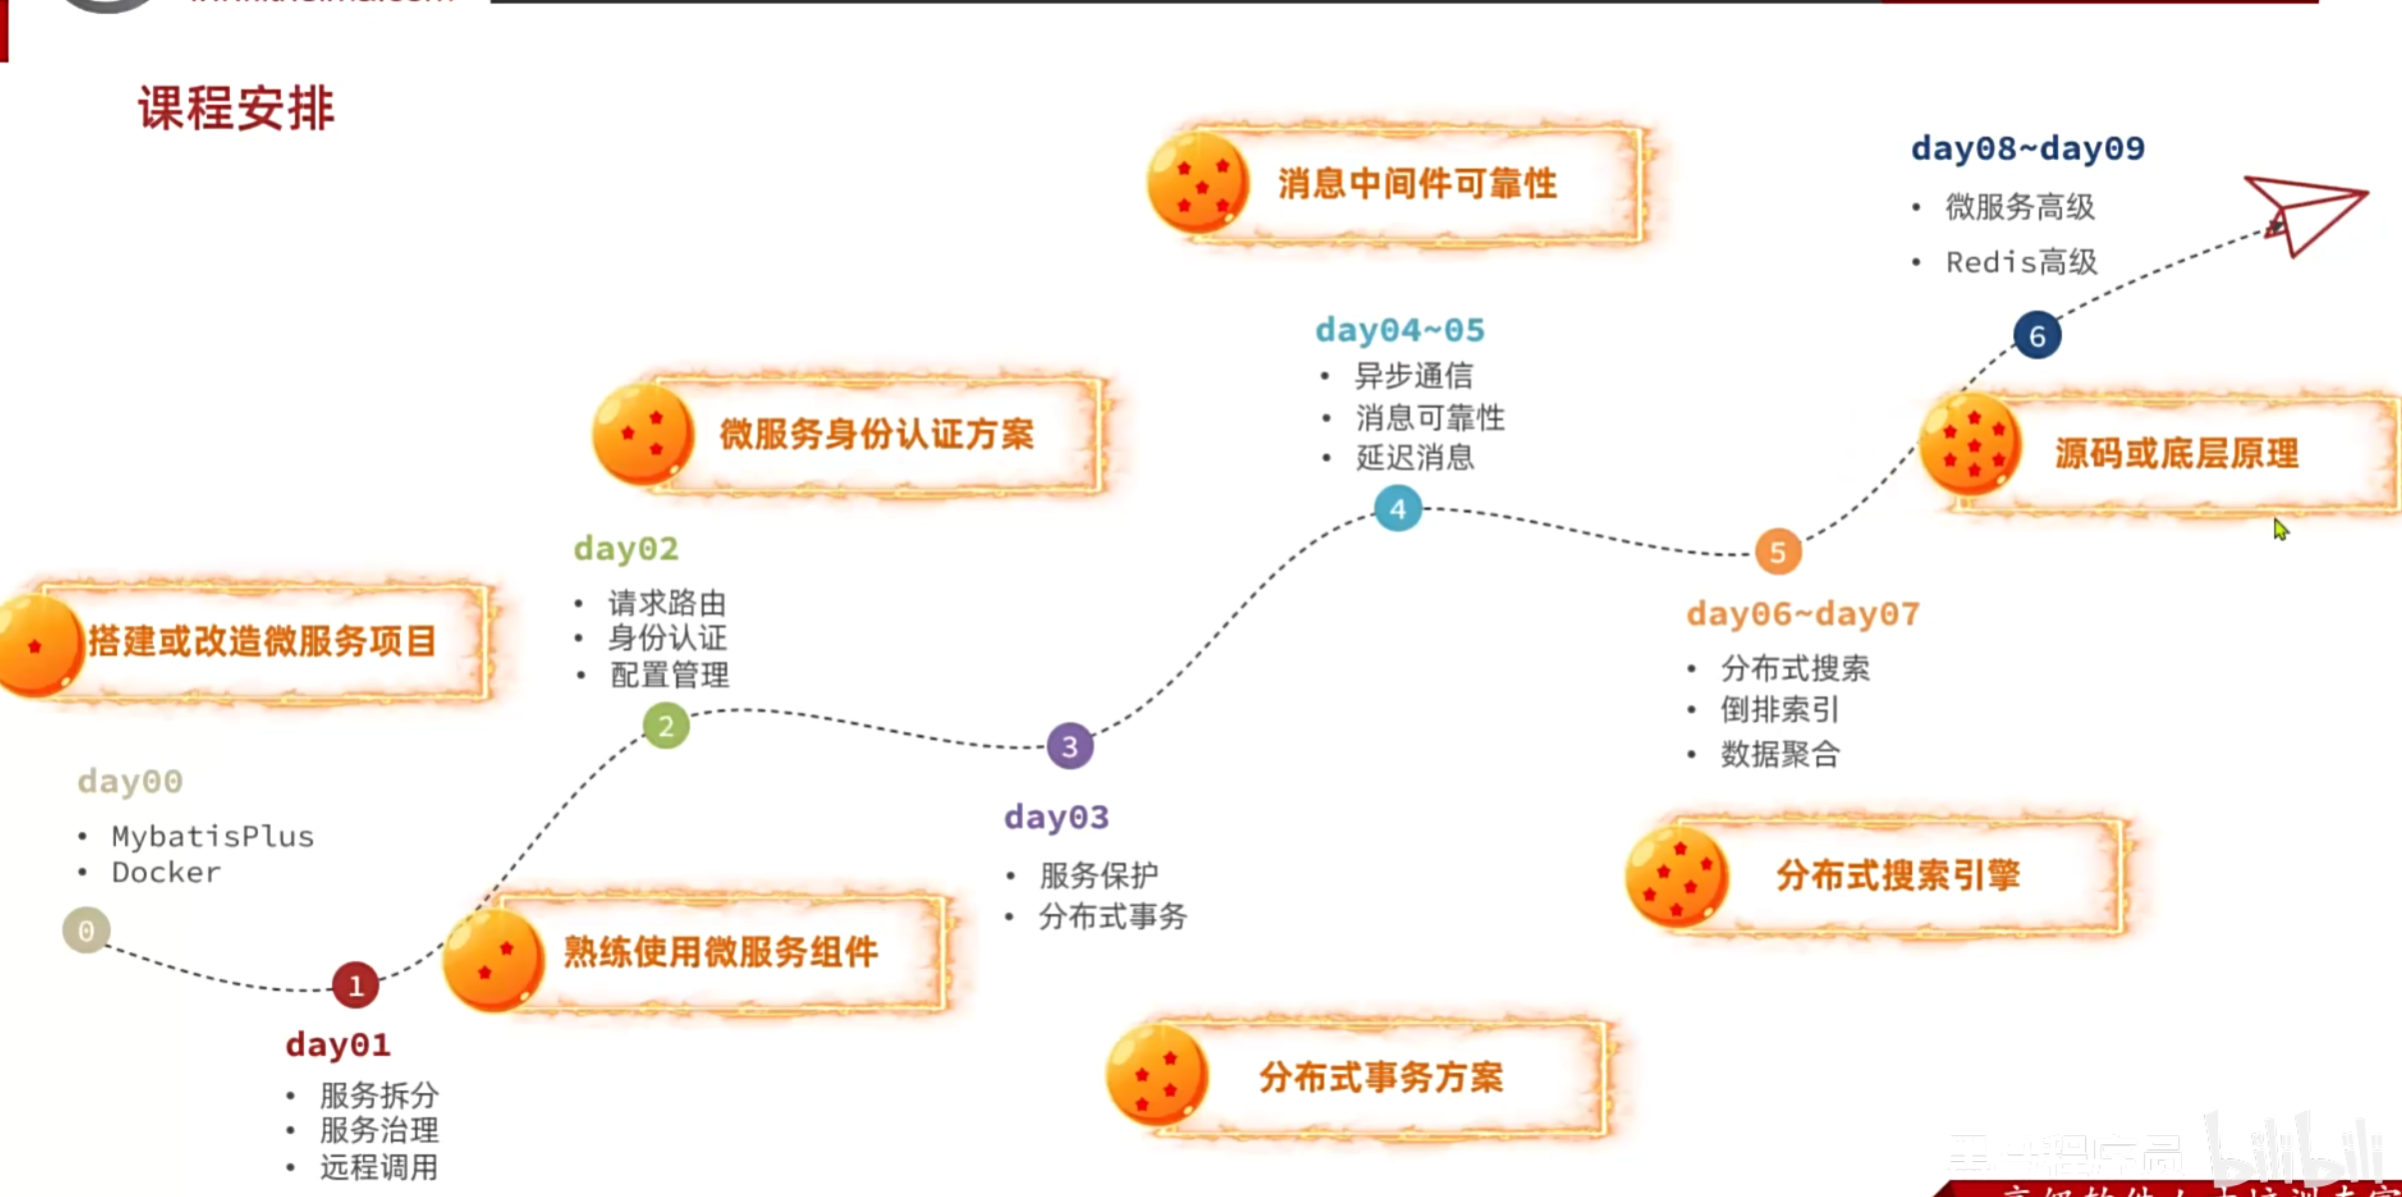 课程安排
消息中间件可靠性
day08~day09
• 微服务高级
• Redis高级
6
day04~05
• 异步通信
• 消息可靠性
• 延迟消息
4
微服务身份认证方案
源码或底层原理
day02
• 请求路由
• 身份认证
• 配置管理
2
搭建或改造微服务项目
5
day06~day07
• 分布式搜索
• 倒排索引
• 数据聚合
3
day03
• 服务保护
• 分布式事务
day00
• MybatisPlus
• Docker
0
分布式搜索引擎
熟练使用微服务组件
1
day01
• 服务拆分
• 服务治理
• 远程调用
分布式事务方案
bilibili